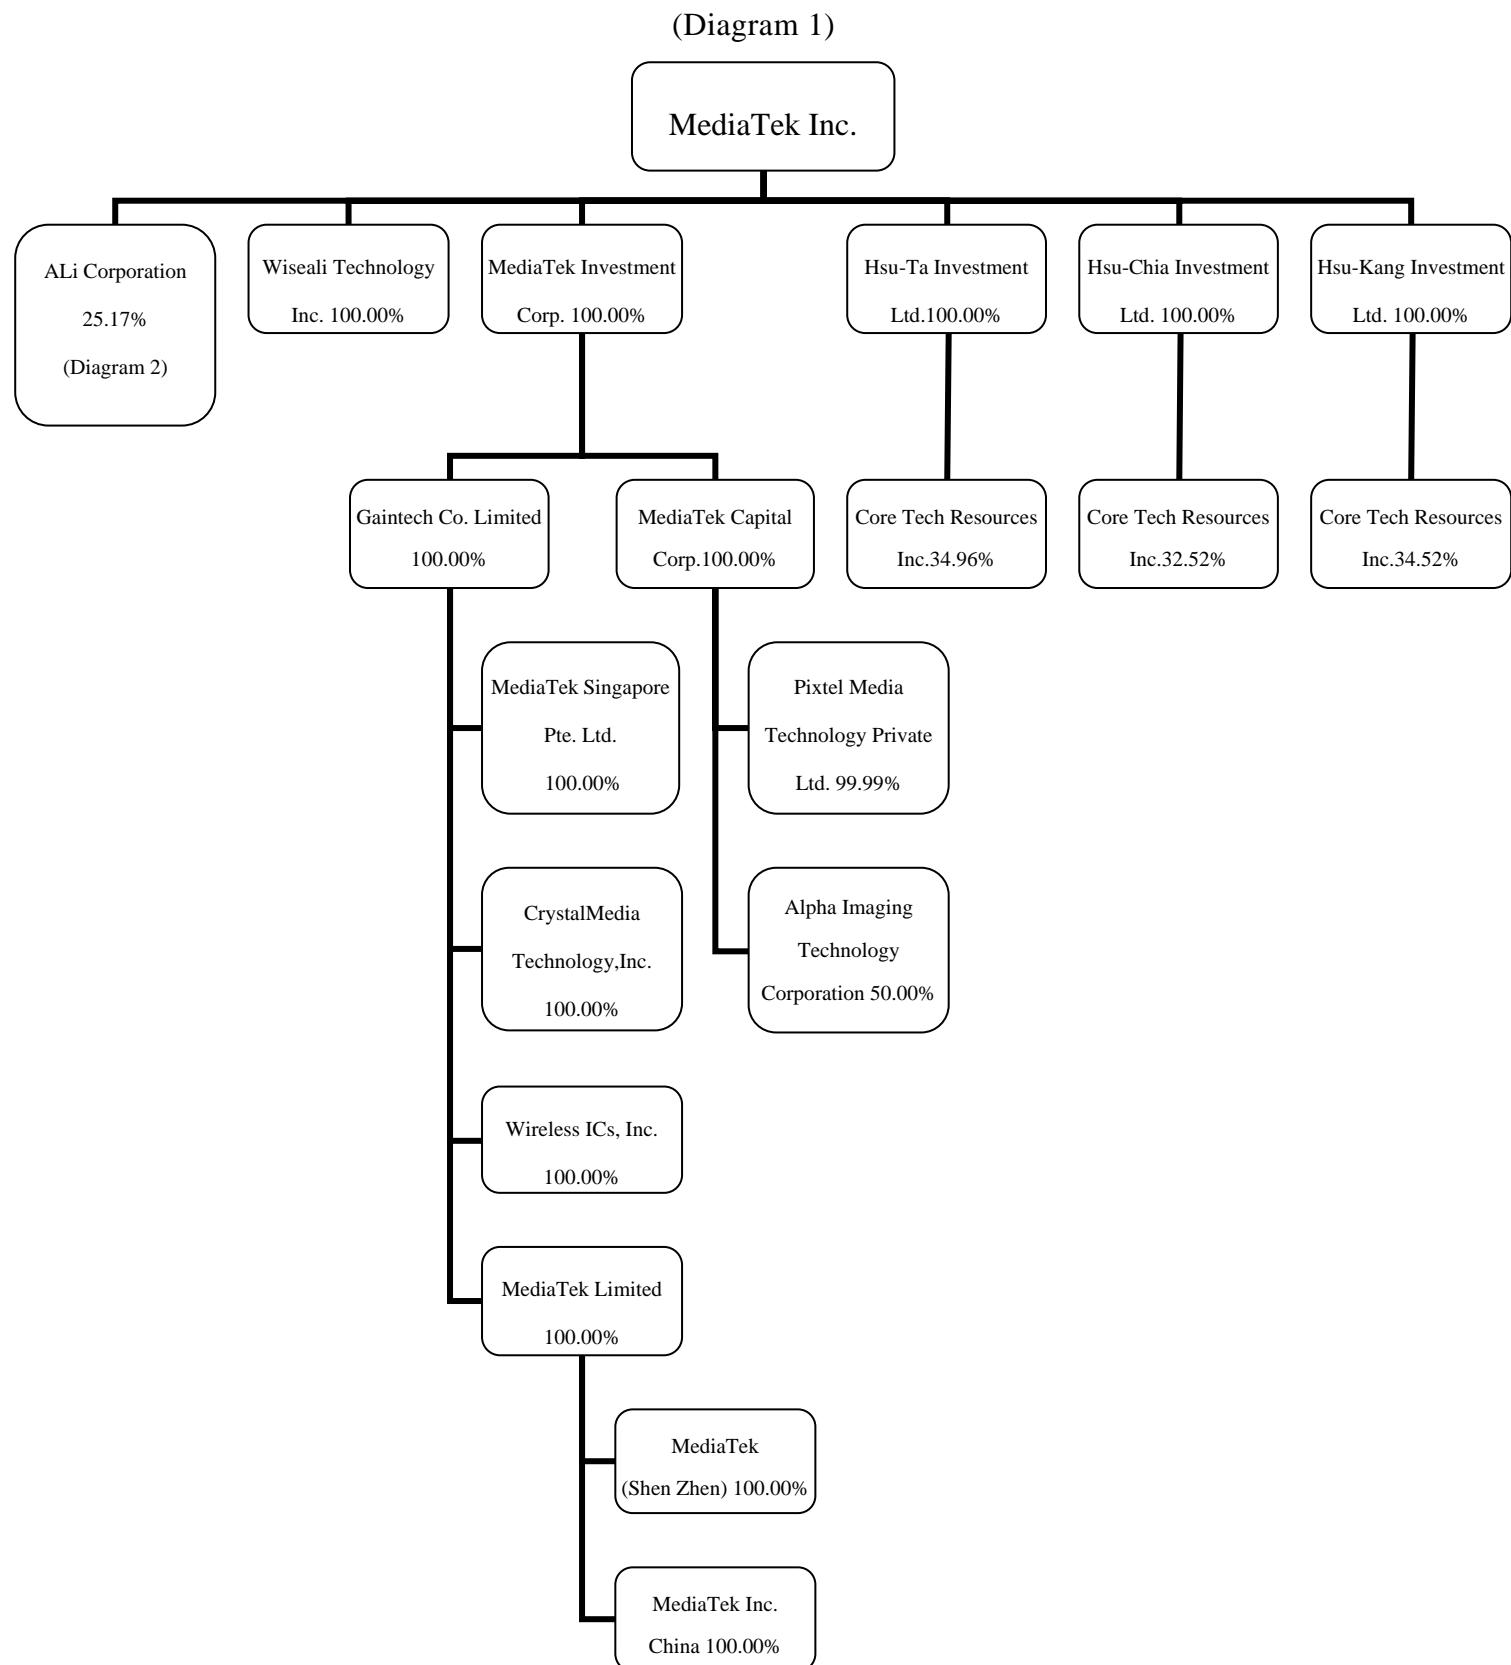 (Diagram 1)
MediaTek Inc.
ALi Corporation
25.17%
(Diagram 2)
Wiseali Technology
Inc. 100.00%
MediaTek Investment
Corp. 100.00%
Hsu-Ta Investment
Ltd.100.00%
Hsu-Chia Investment
Ltd. 100.00%
Hsu-Kang Investment
Ltd. 100.00%
Gaintech Co. Limited
100.00%
MediaTek Capital
Corp.100.00%
Core Tech Resources
Inc.34.96%
Core Tech Resources
Inc.32.52%
Core Tech Resources
Inc.34.52%
MediaTek Singapore
Pte. Ltd.
100.00%
Pixtel Media
Technology Private
Ltd. 99.99%
CrystalMedia
Technology,Inc.
100.00%
Alpha Imaging
Technology
Corporation 50.00%
Wireless ICs, Inc.
100.00%
MediaTek Limited
100.00%
MediaTek
(Shen Zhen) 100.00%
MediaTek Inc.
China 100.00%